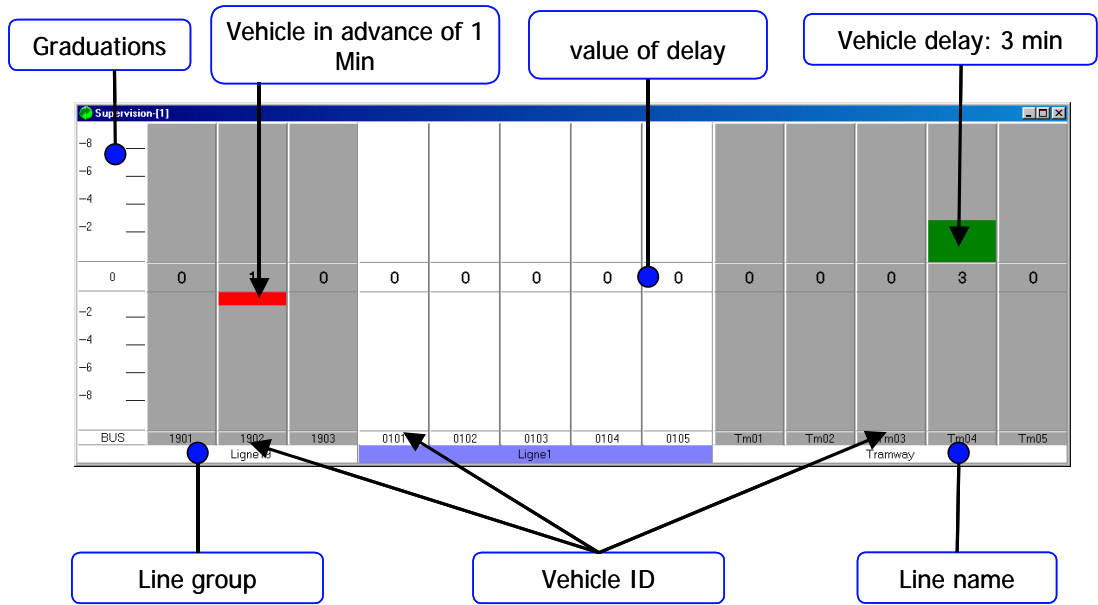 Graduations
Vehicle in advance of 1
Min
value of delay
Vehicle delay: 3 min
Supervision-[1]
-8
-6
-4
-2
0 0 1 0 0 0 0 0 0 0 0 0 3 0
-2
-4
-6
-8
BUS 1901 1902 1903 0101 0102 0103 0104 0105 Tm01 Tm02 Tm03 Tm04 Tm05
Ligne19 Ligne1 Tramway
Line group
Vehicle ID
Line name